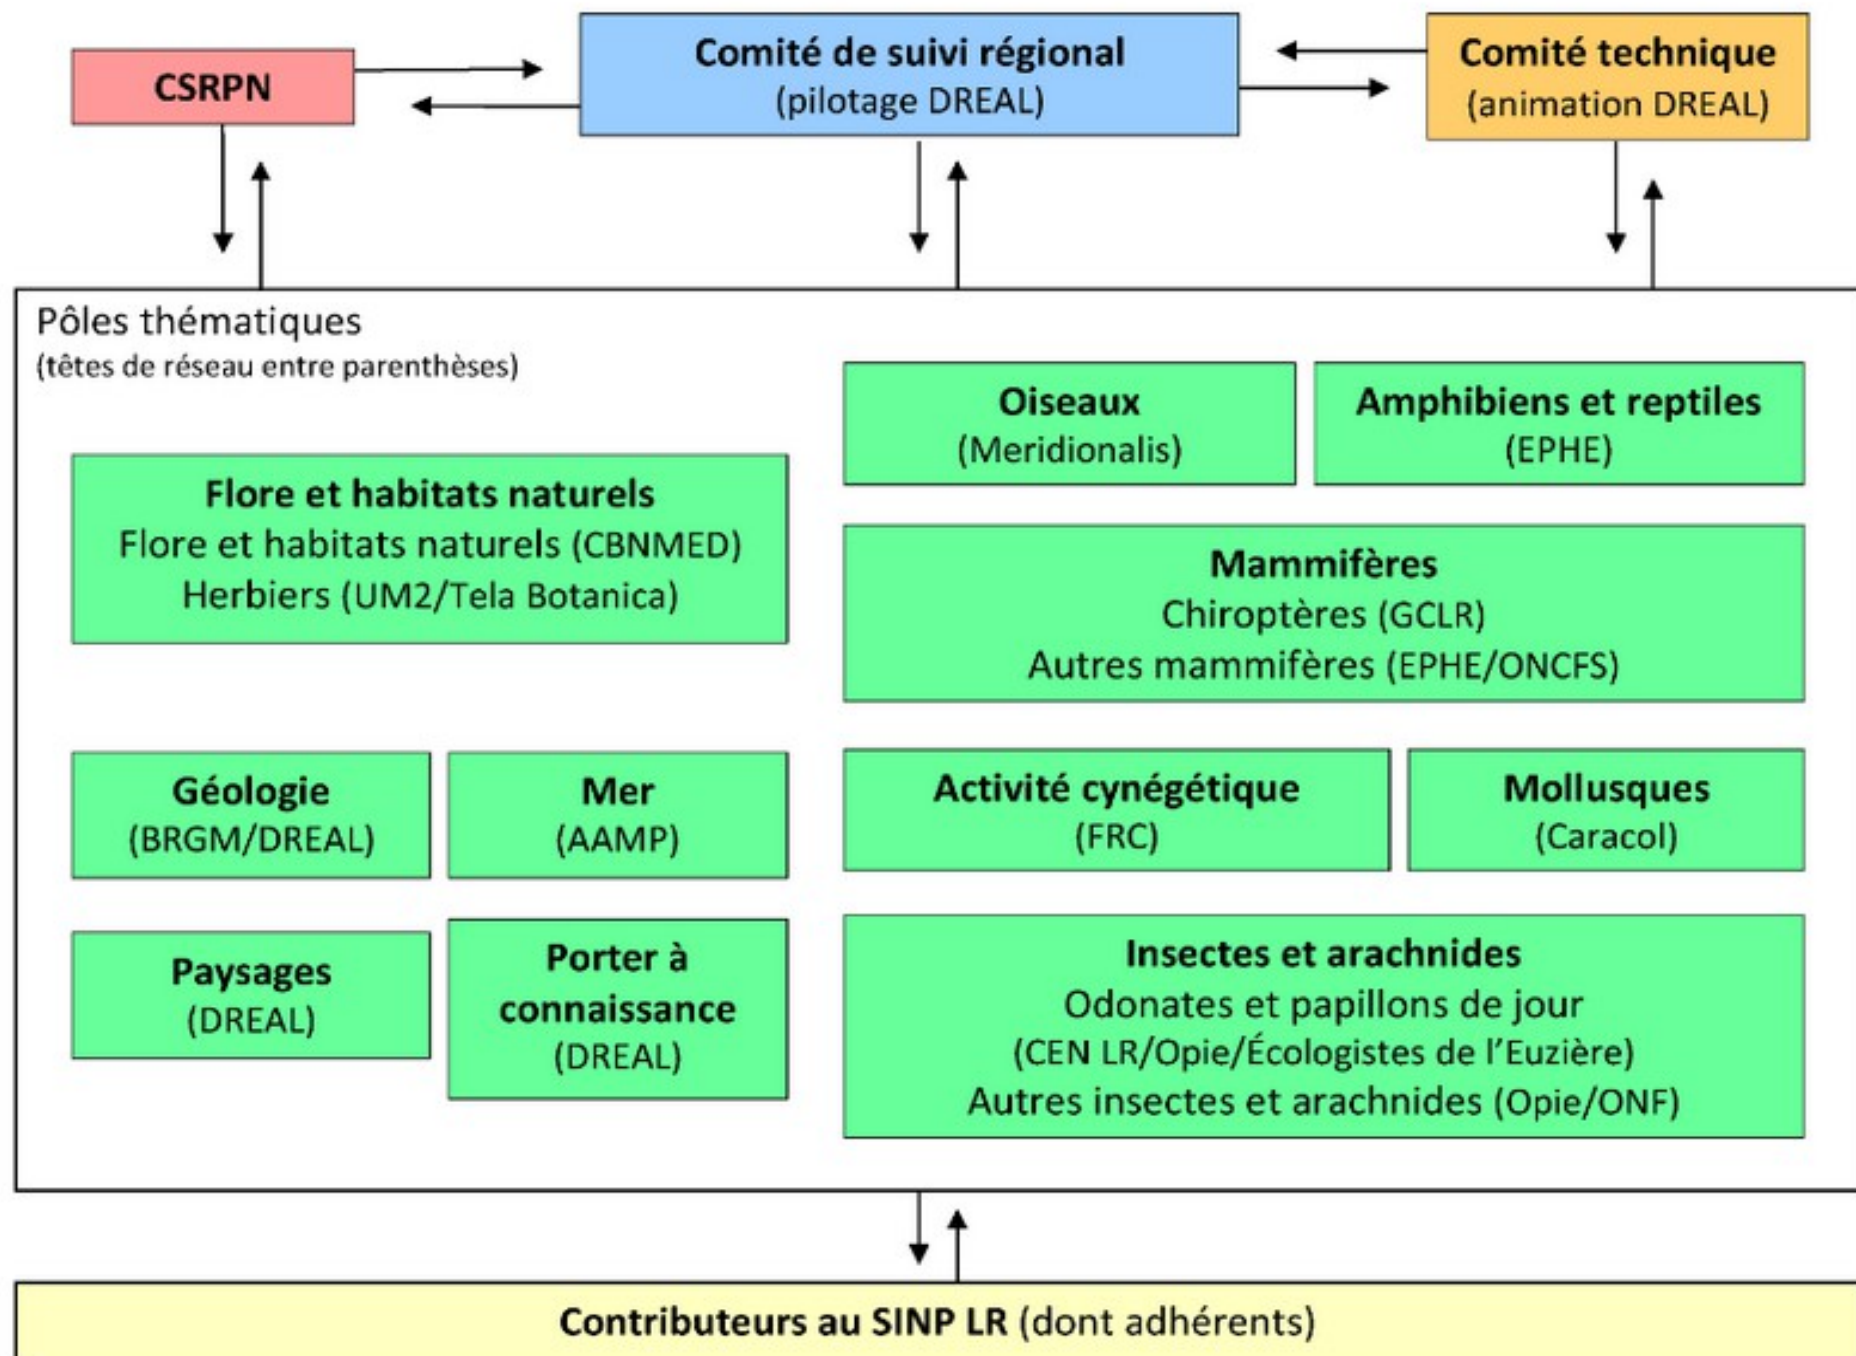 CSRPN
Comité de suivi régional
(pilotage DREAL)
Comité technique
(animation DREAL)
Pôles thématiques
(têtes de réseau entre parenthèses)
Flore et habitats naturels
Flore et habitats naturels (CBNMED)
Herbiers (UM2/Tela Botanica)
Géologie
(BRGM/DREAL)
Mer
(AAMP)
Paysages
(DREAL)
Porter à
connaissance
(DREAL)
Oiseaux
(Meridionalis)
Amphibiens et reptiles
(EPHE)
Mammifères
Chiroptères (GCLR)
Autres mammifères (EPHE/ONCFS)
Activité cynégétique
(FRC)
Mollusques
(Caracol)
Insectes et arachnides
Odonates et papillons de jour
(CEN LR/Opie/Écologistes de l'Euzière)
Autres insectes et arachnides (Opie/ONF)
Contributeurs au SINP LR (dont adhérents)